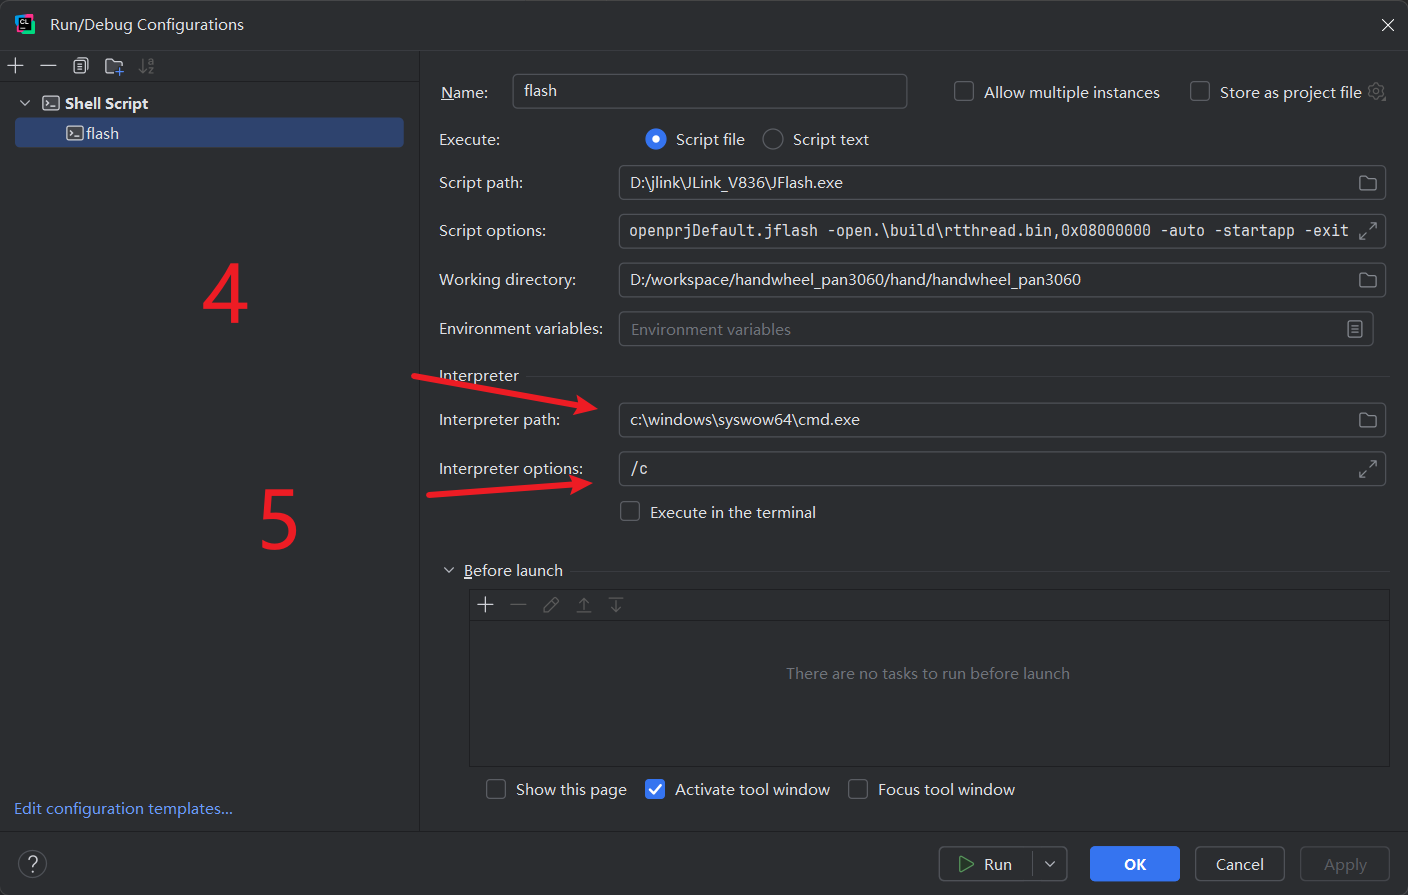 CL Run/Debug Configurations
Shell Script
flash
Name: flash
Allow multiple instances
Store as project file
Execute: Script file Script text
Script path: D:\jlink\JLink_V836\JFlash.exe
Script options: openprjDefault.jflash -open.\build\rtthread.bin,0x08000000 -auto -startapp -exit
Working directory: D:/workspace/handwheel_pan3060/hand/handwheel_pan3060
Environment variables: Environment variables
4
Interpreter
Interpreter path: c:\windows\syswow64\cmd.exe
Interpreter options: /c
5
Execute in the terminal
Before launch
There are no tasks to run before launch
Show this page Activate tool window Focus tool window
Edit configuration templates...
? Run OK Cancel Apply